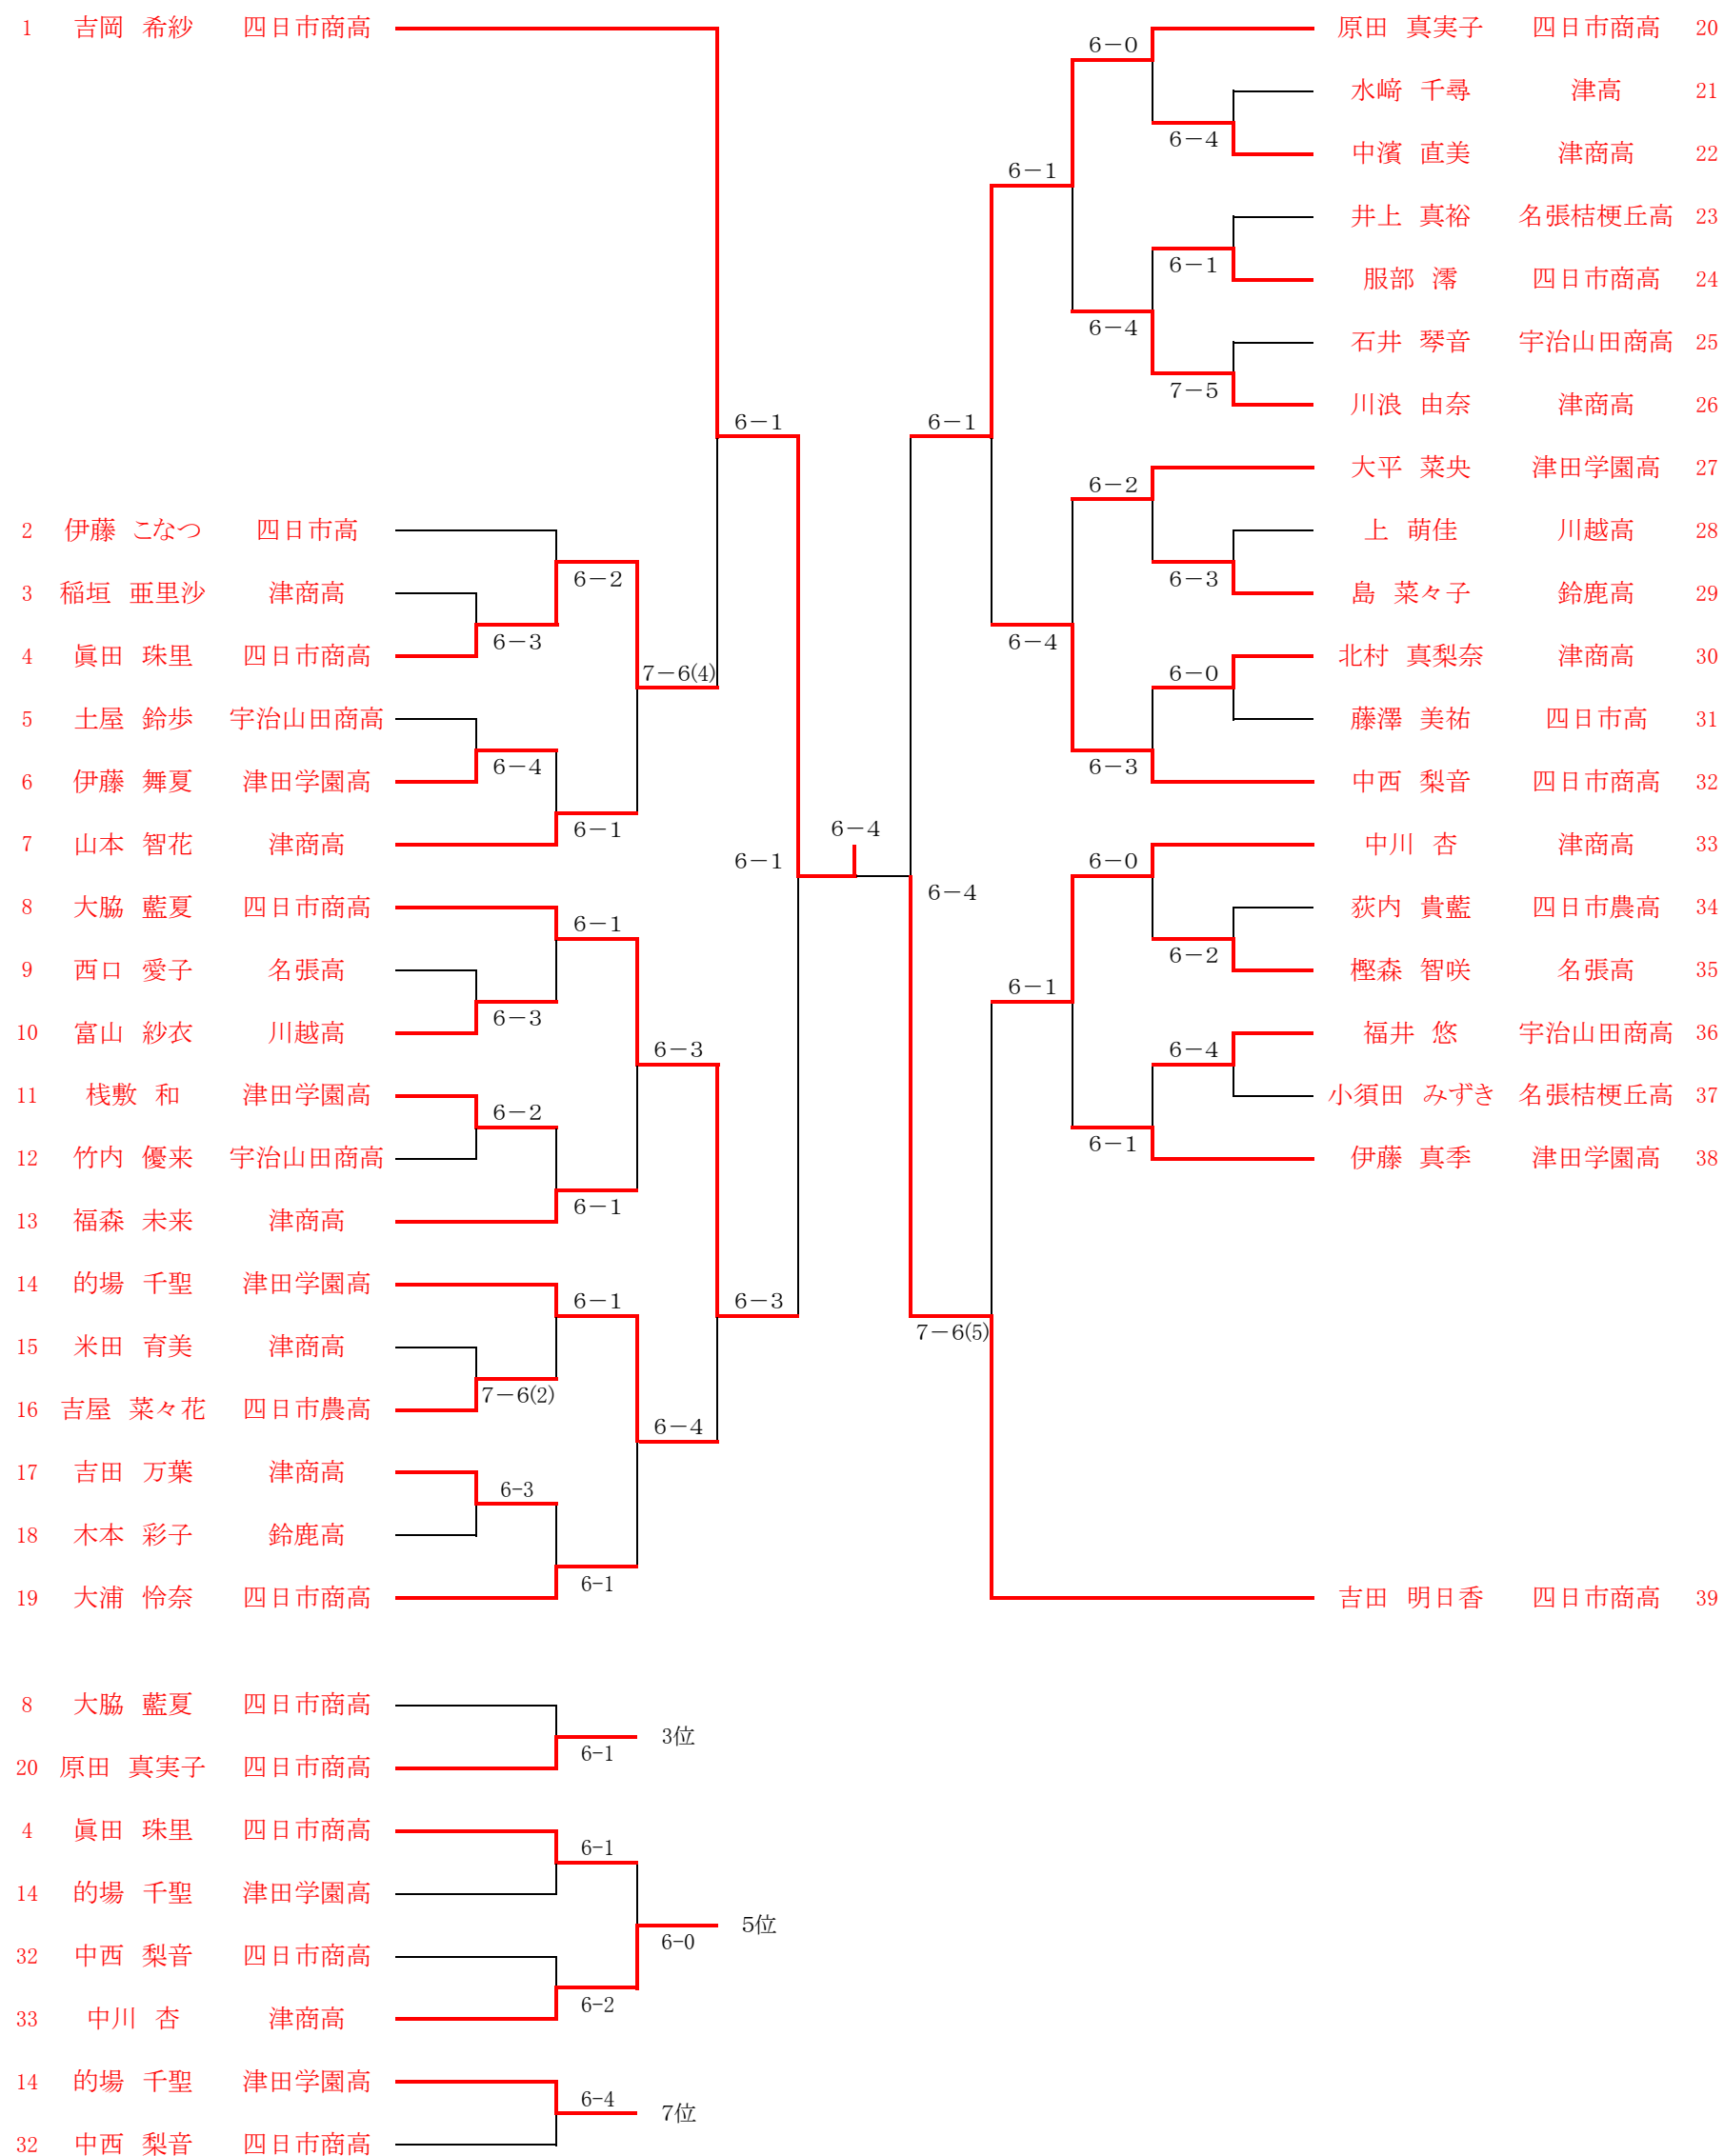 1 吉岡 希紗 四日市商高
原田 真実子 四日市商高 20
6-0
水﨑 千尋 津高 21
6-4
中濱 直美 津商高 22
6-1
井上 真裕 名張桔梗丘高 23
6-1
服部 澪 四日市商高 24
6-4
石井 琴音 宇治山田商高 25
7-5
川浪 由奈 津商高 26
6-1 6-1
大平 菜央 津田学園高 27
6-2
2 伊藤 こなつ 四日市高
上 萌佳 川越高 28
6-2 6-3
3 稲垣 亜里沙 津商高
島 菜々子 鈴鹿高 29
6-3 6-4
4 眞田 珠里 四日市商高
北村 真梨奈 津商高 30
7-6(4) 6-0
5 土屋 鈴歩 宇治山田商高
藤澤 美祐 四日市高 31
6-4 6-3
6 伊藤 舞夏 津田学園高
中西 梨音 四日市商高 32
6-1 6-4
7 山本 智花 津商高
中川 杏 津商高 33
6-1 6-4 6-0
8 大脇 藍夏 四日市商高
荻内 貴藍 四日市農高 34
6-1 6-2
9 西口 愛子 名張高
樫森 智咲 名張高 35
6-3 6-1
10 富山 紗衣 川越高
福井 悠 宇治山田商高 36
6-3 6-4
11 桟敷 和 津田学園高
小須田 みずき 名張桔梗丘高 37
6-2 6-1
12 竹内 優来 宇治山田商高
伊藤 真季 津田学園高 38
6-1
13 福森 未来 津商高
14 的場 千聖 津田学園高
6-1 6-3 7-6(5)
15 米田 育美 津商高
7-6(2)
16 吉屋 菜々花 四日市農高
6-4
17 吉田 万葉 津商高
6-3
18 木本 彩子 鈴鹿高
6-1
19 大浦 怜奈 四日市商高
吉田 明日香 四日市商高 39
8 大脇 藍夏 四日市商高
6-1 3位
20 原田 真実子 四日市商高
4 眞田 珠里 四日市商高
6-1
14 的場 千聖 津田学園高
6-0 5位
32 中西 梨音 四日市商高
6-2
33 中川 杏 津商高
14 的場 千聖 津田学園高
6-4 7位
32 中西 梨音 四日市商高